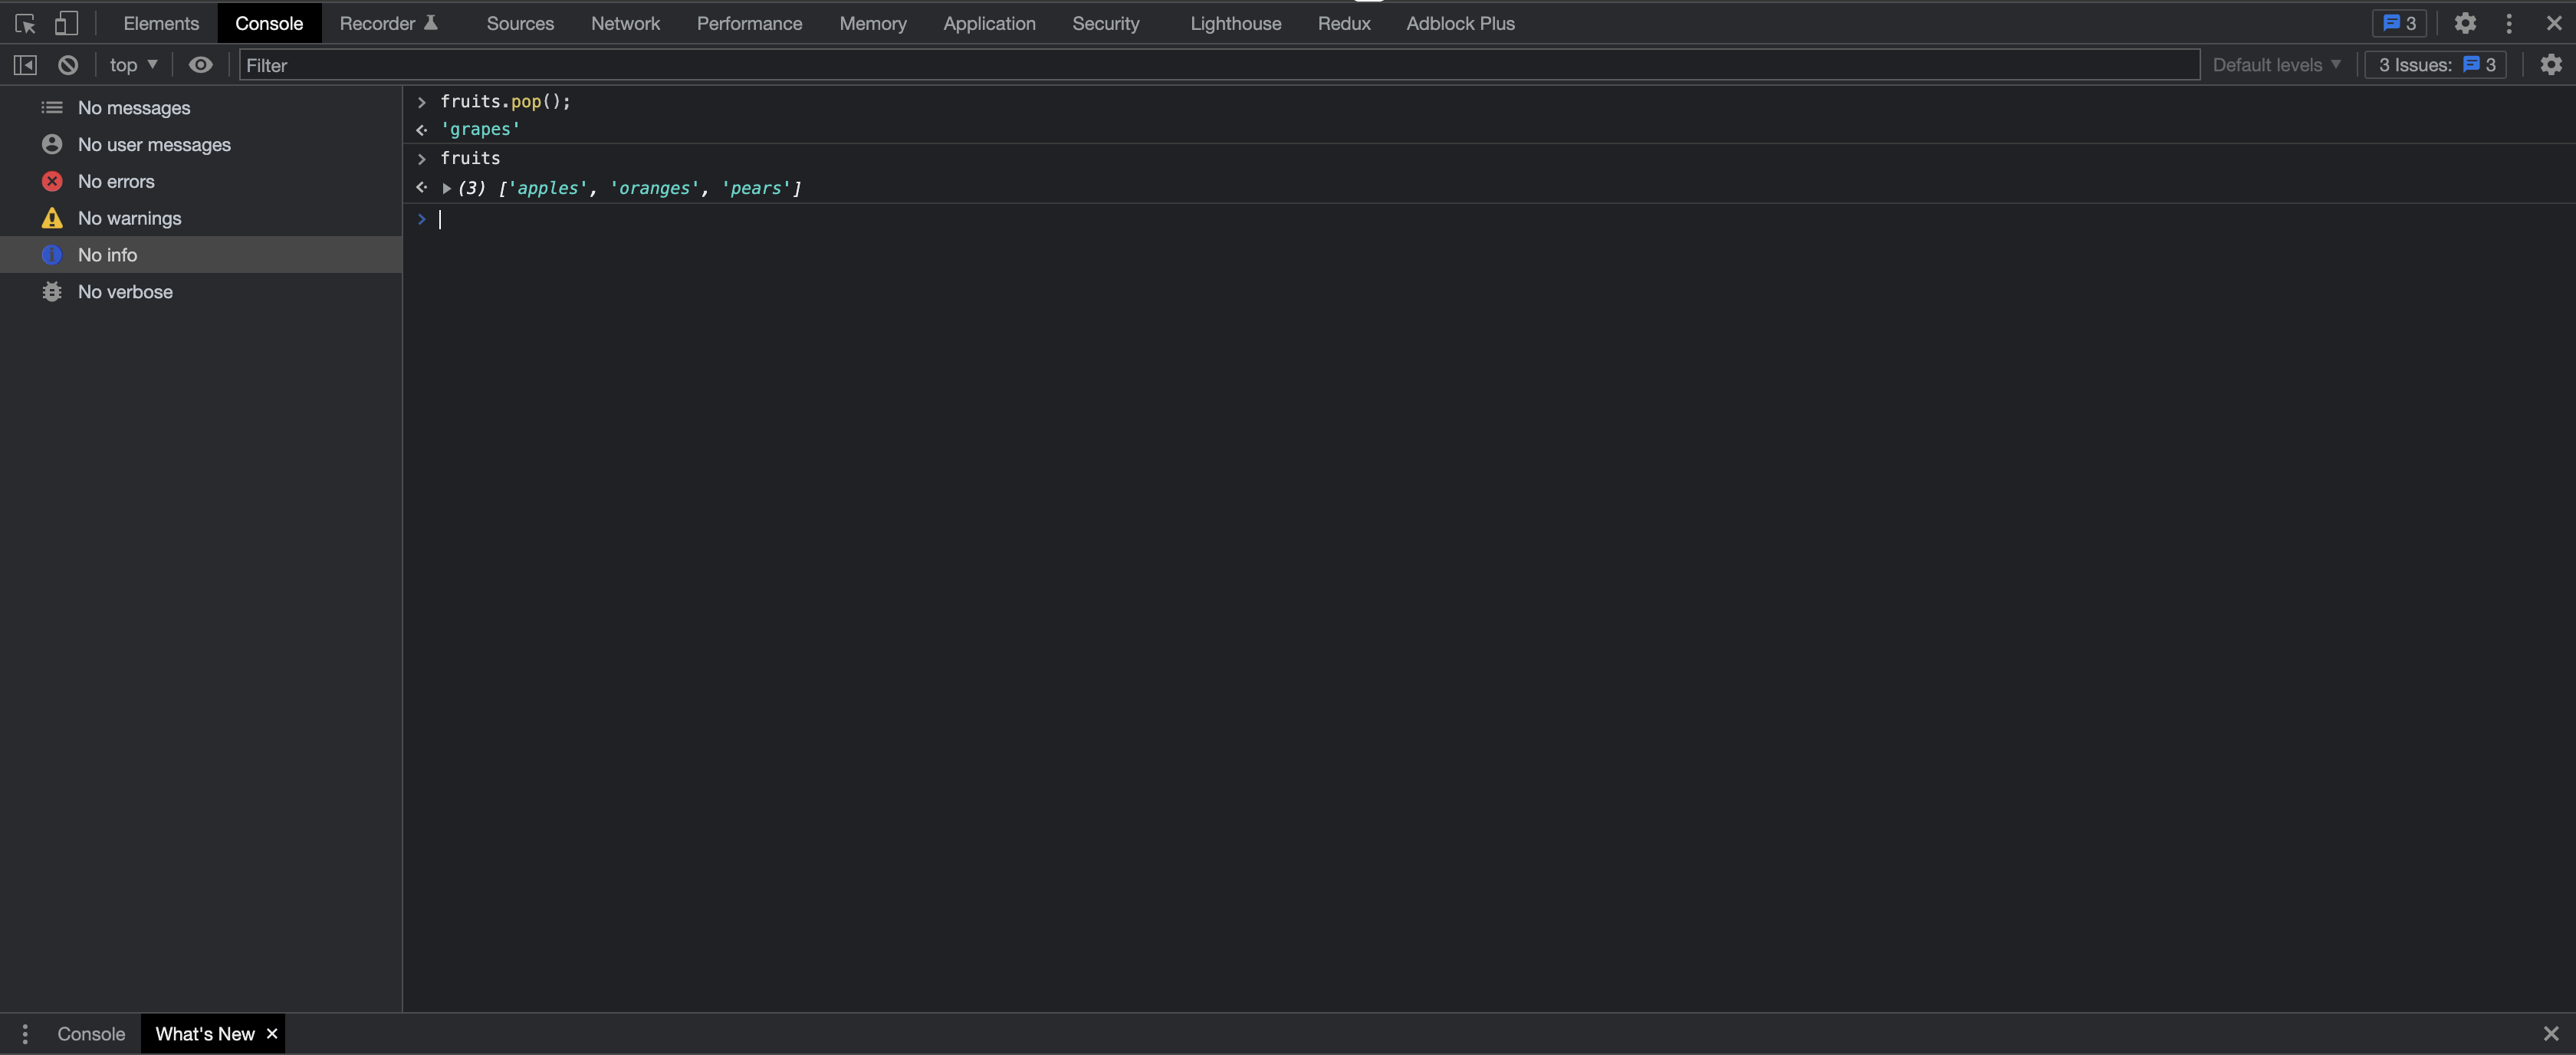 Elements Console Recorder Sources Network Performance Memory Application Security Lighthouse Redux Adblock Plus 3
top Filter Default levels 3 Issues: 3
No messages
No user messages
No errors
No warnings
No info
No verbose
fruits.pop();
'grapes'
fruits
(3) ['apples', 'oranges', 'pears']
Console What's New